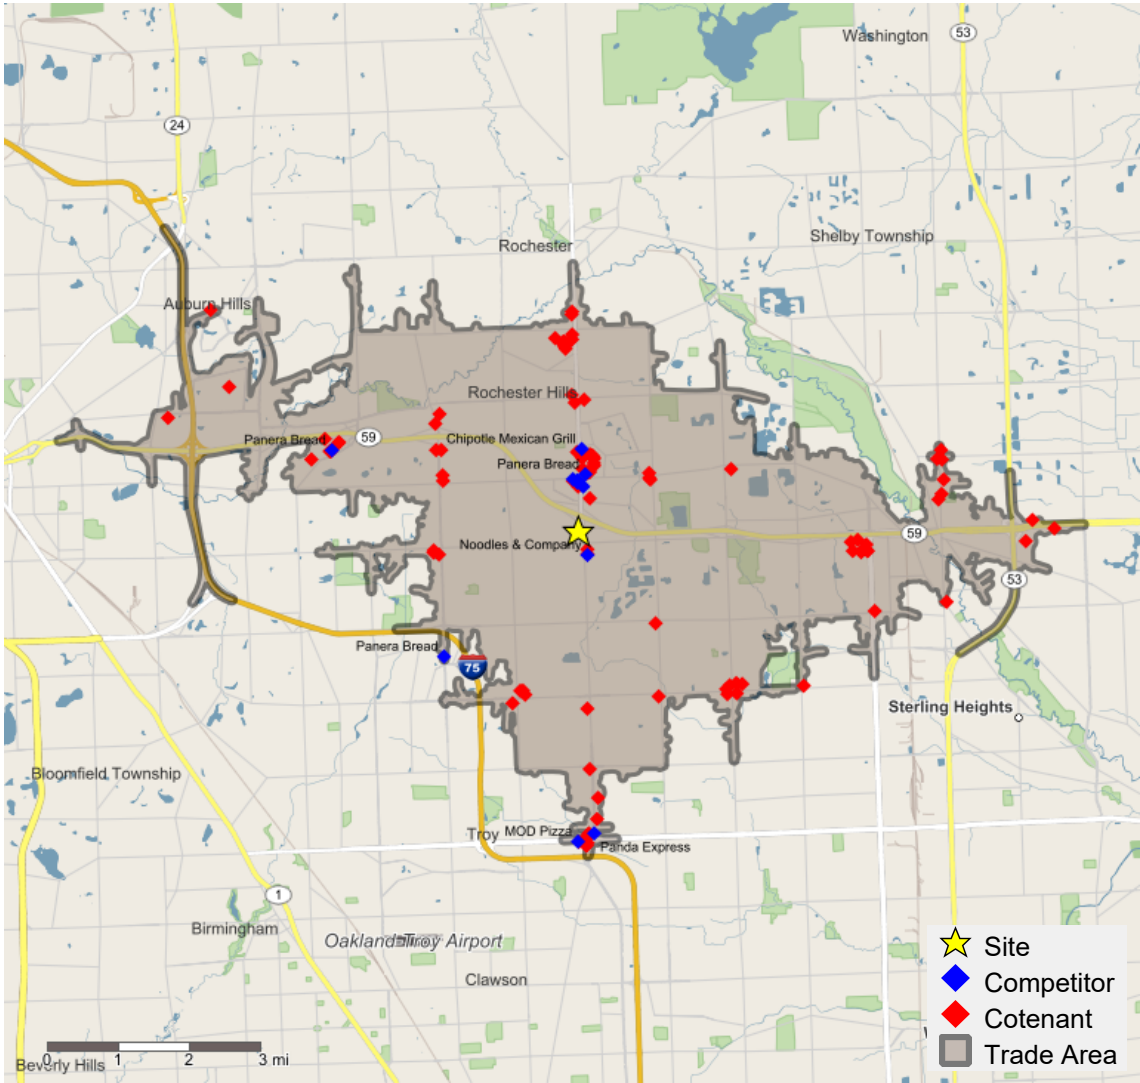 Washington
53
24
Rochester
Shelby Township
Auburn Hills
Rochester Hills
Panera Bread
59
Chipotle Mexican Grill
Panera Bread
59
Noodles & Company
53
Panera Bread
75
Sterling Heights
Bloomfield Township
Troy
MOD Pizza
Panda Express
1
Birmingham
Oakland/Troy Airport
Clawson
Site
Competitor
Cotenant
Trade Area
0 1 2 3 mi
Beverly Hills